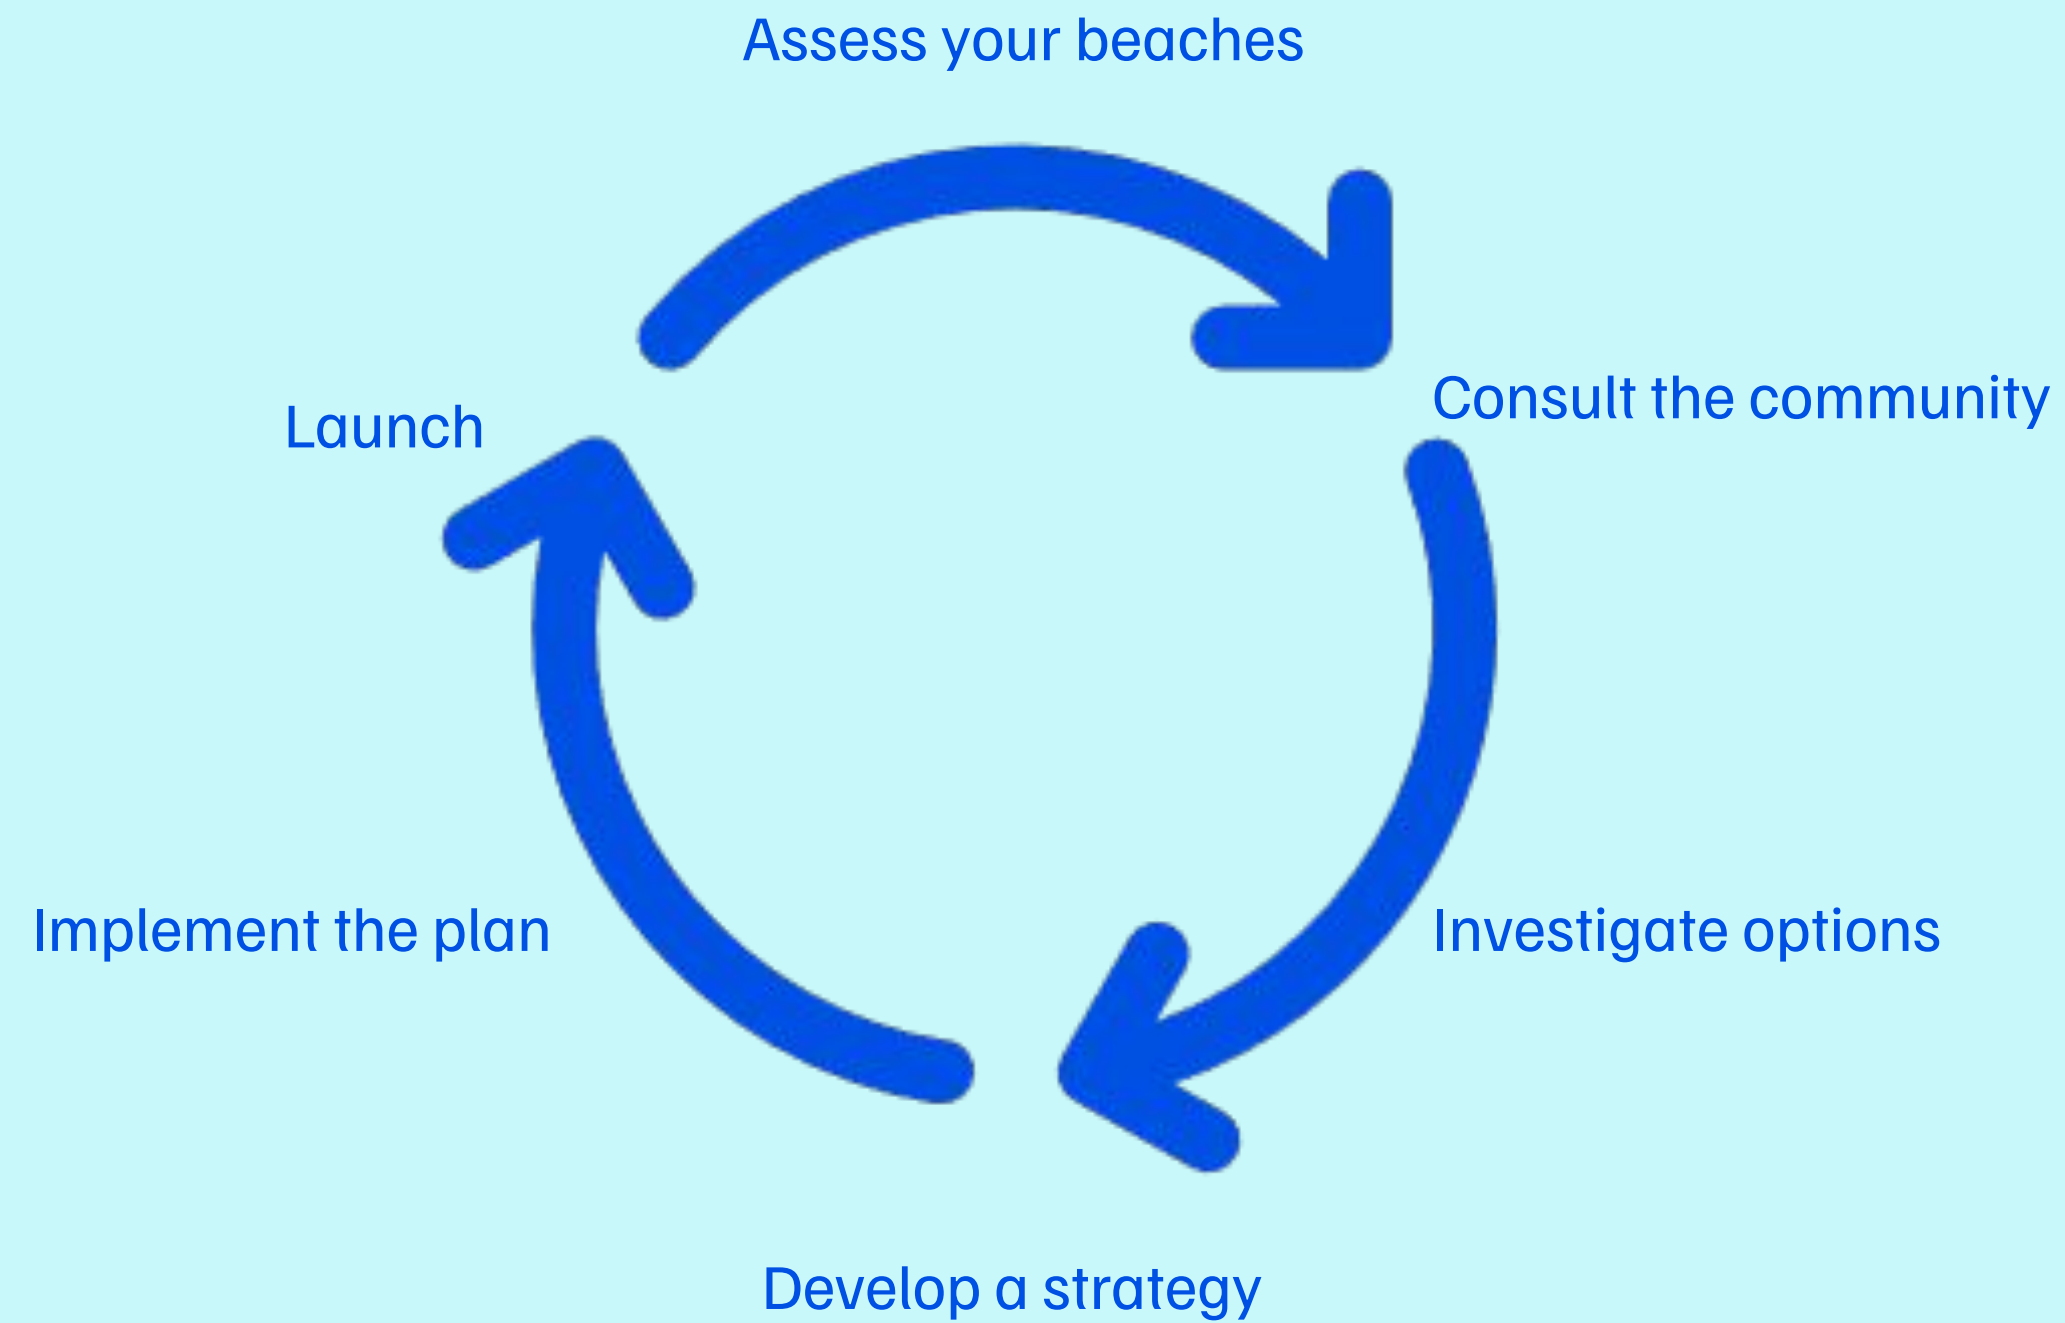 Assess your beaches
Consult the community
Launch
Implement the plan
Investigate options
Develop a strategy